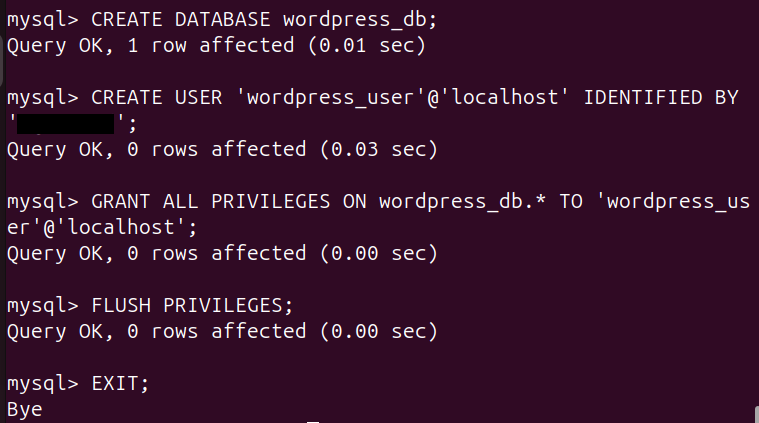 mysql> CREATE DATABASE wordpress_db;
Query OK, 1 row affected (0.01 sec)
mysql> CREATE USER 'wordpress_user'@'localhost' IDENTIFIED BY
' ';
Query OK, 0 rows affected (0.03 sec)
mysql> GRANT ALL PRIVILEGES ON wordpress_db.* TO 'wordpress_us
er'@'localhost';
Query OK, 0 rows affected (0.00 sec)
mysql> FLUSH PRIVILEGES;
Query OK, 0 rows affected (0.00 sec)
mysql> EXIT;
Bye